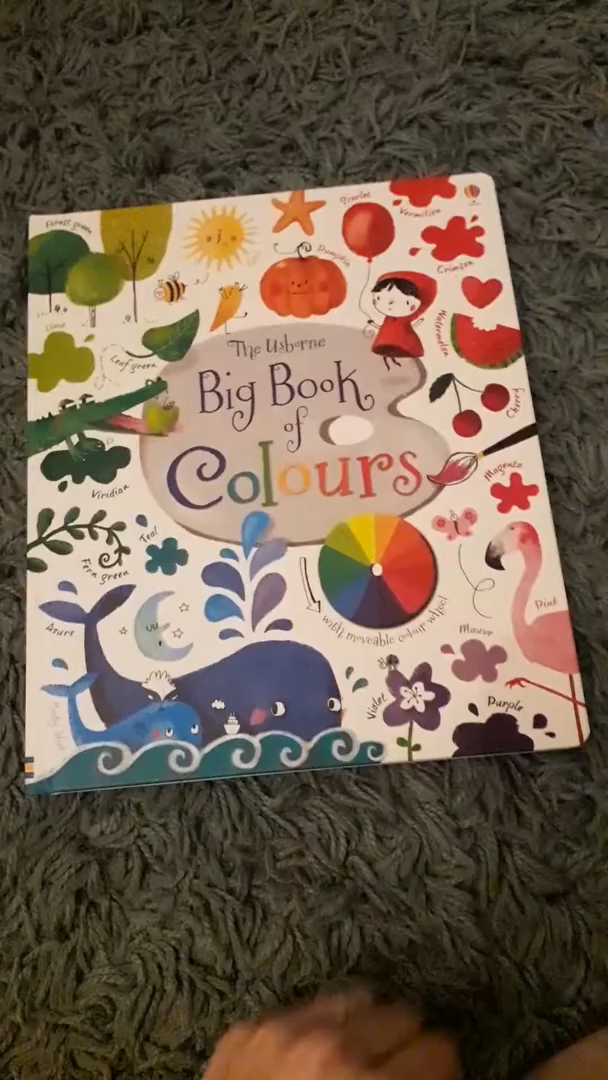 Forest green
Scarlet
Vermilion
Pumpkin
Crimson
Lime
Leaf green
Watermelon
The Usborne
Big Book
of
Colours
Cherry
Magenta
Viridian
Teal
Fern green
with moveable colour wheel
Azure
Pink
Mauve
Violet
Purple